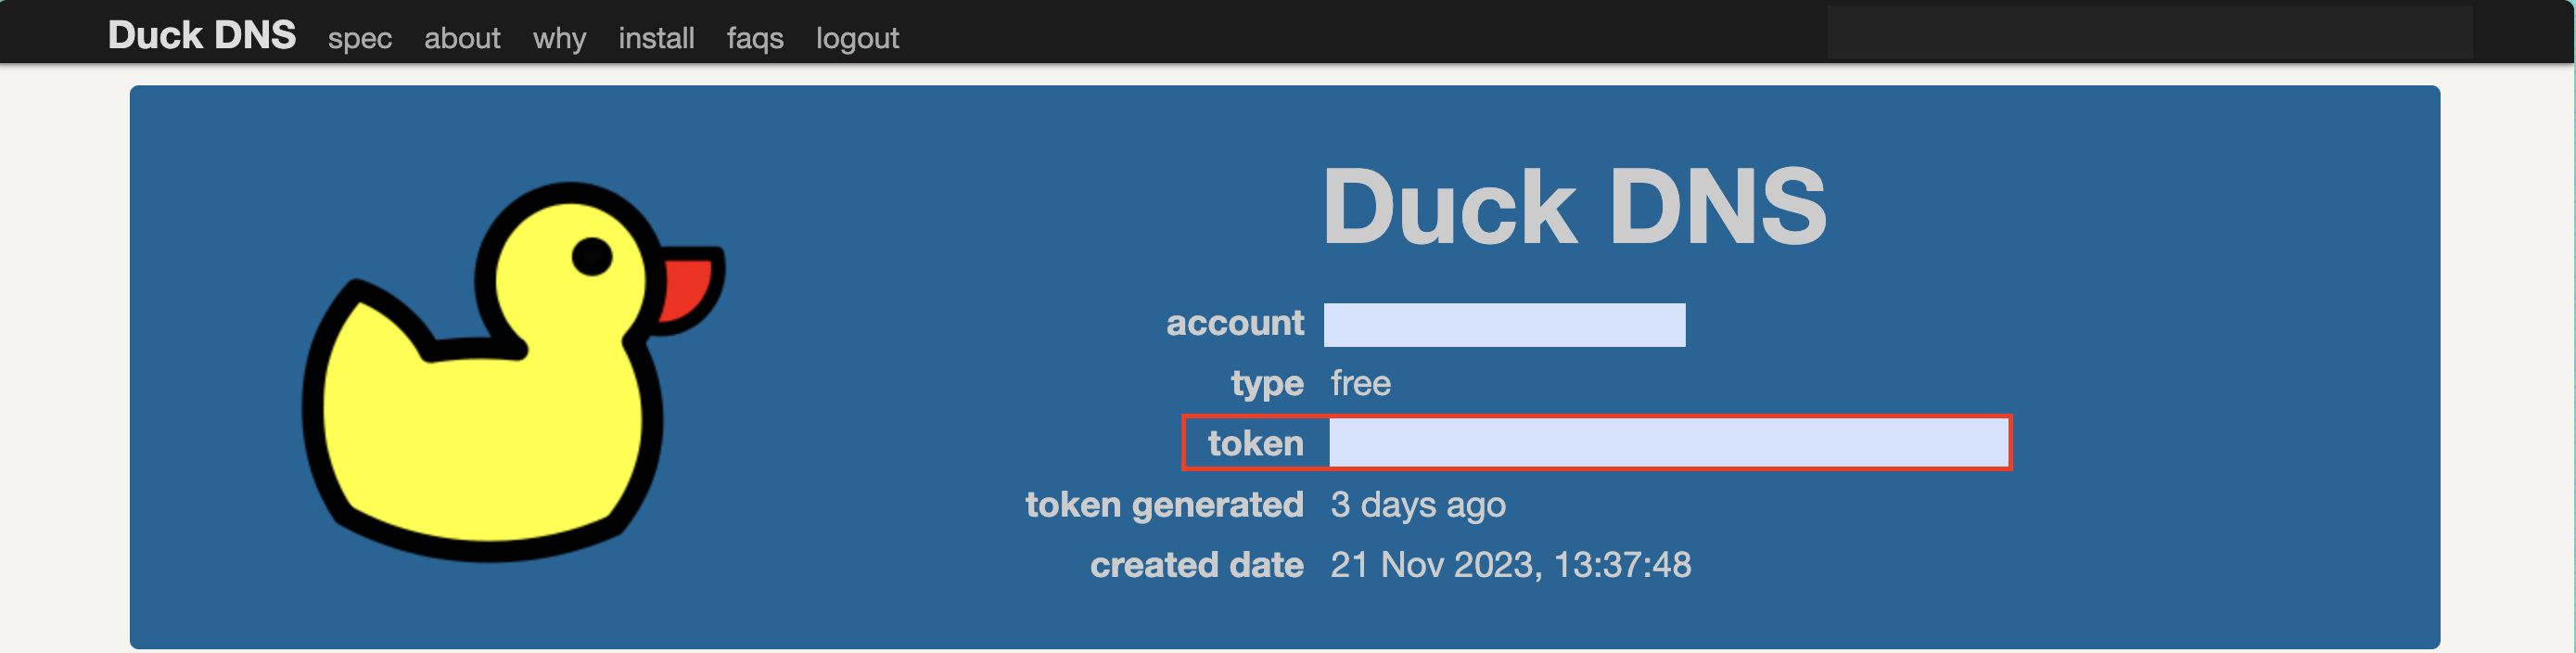 Duck DNS spec about why install faqs logout
Duck DNS
account
type free
token
token generated 3 days ago
created date 21 Nov 2023, 13:37:48